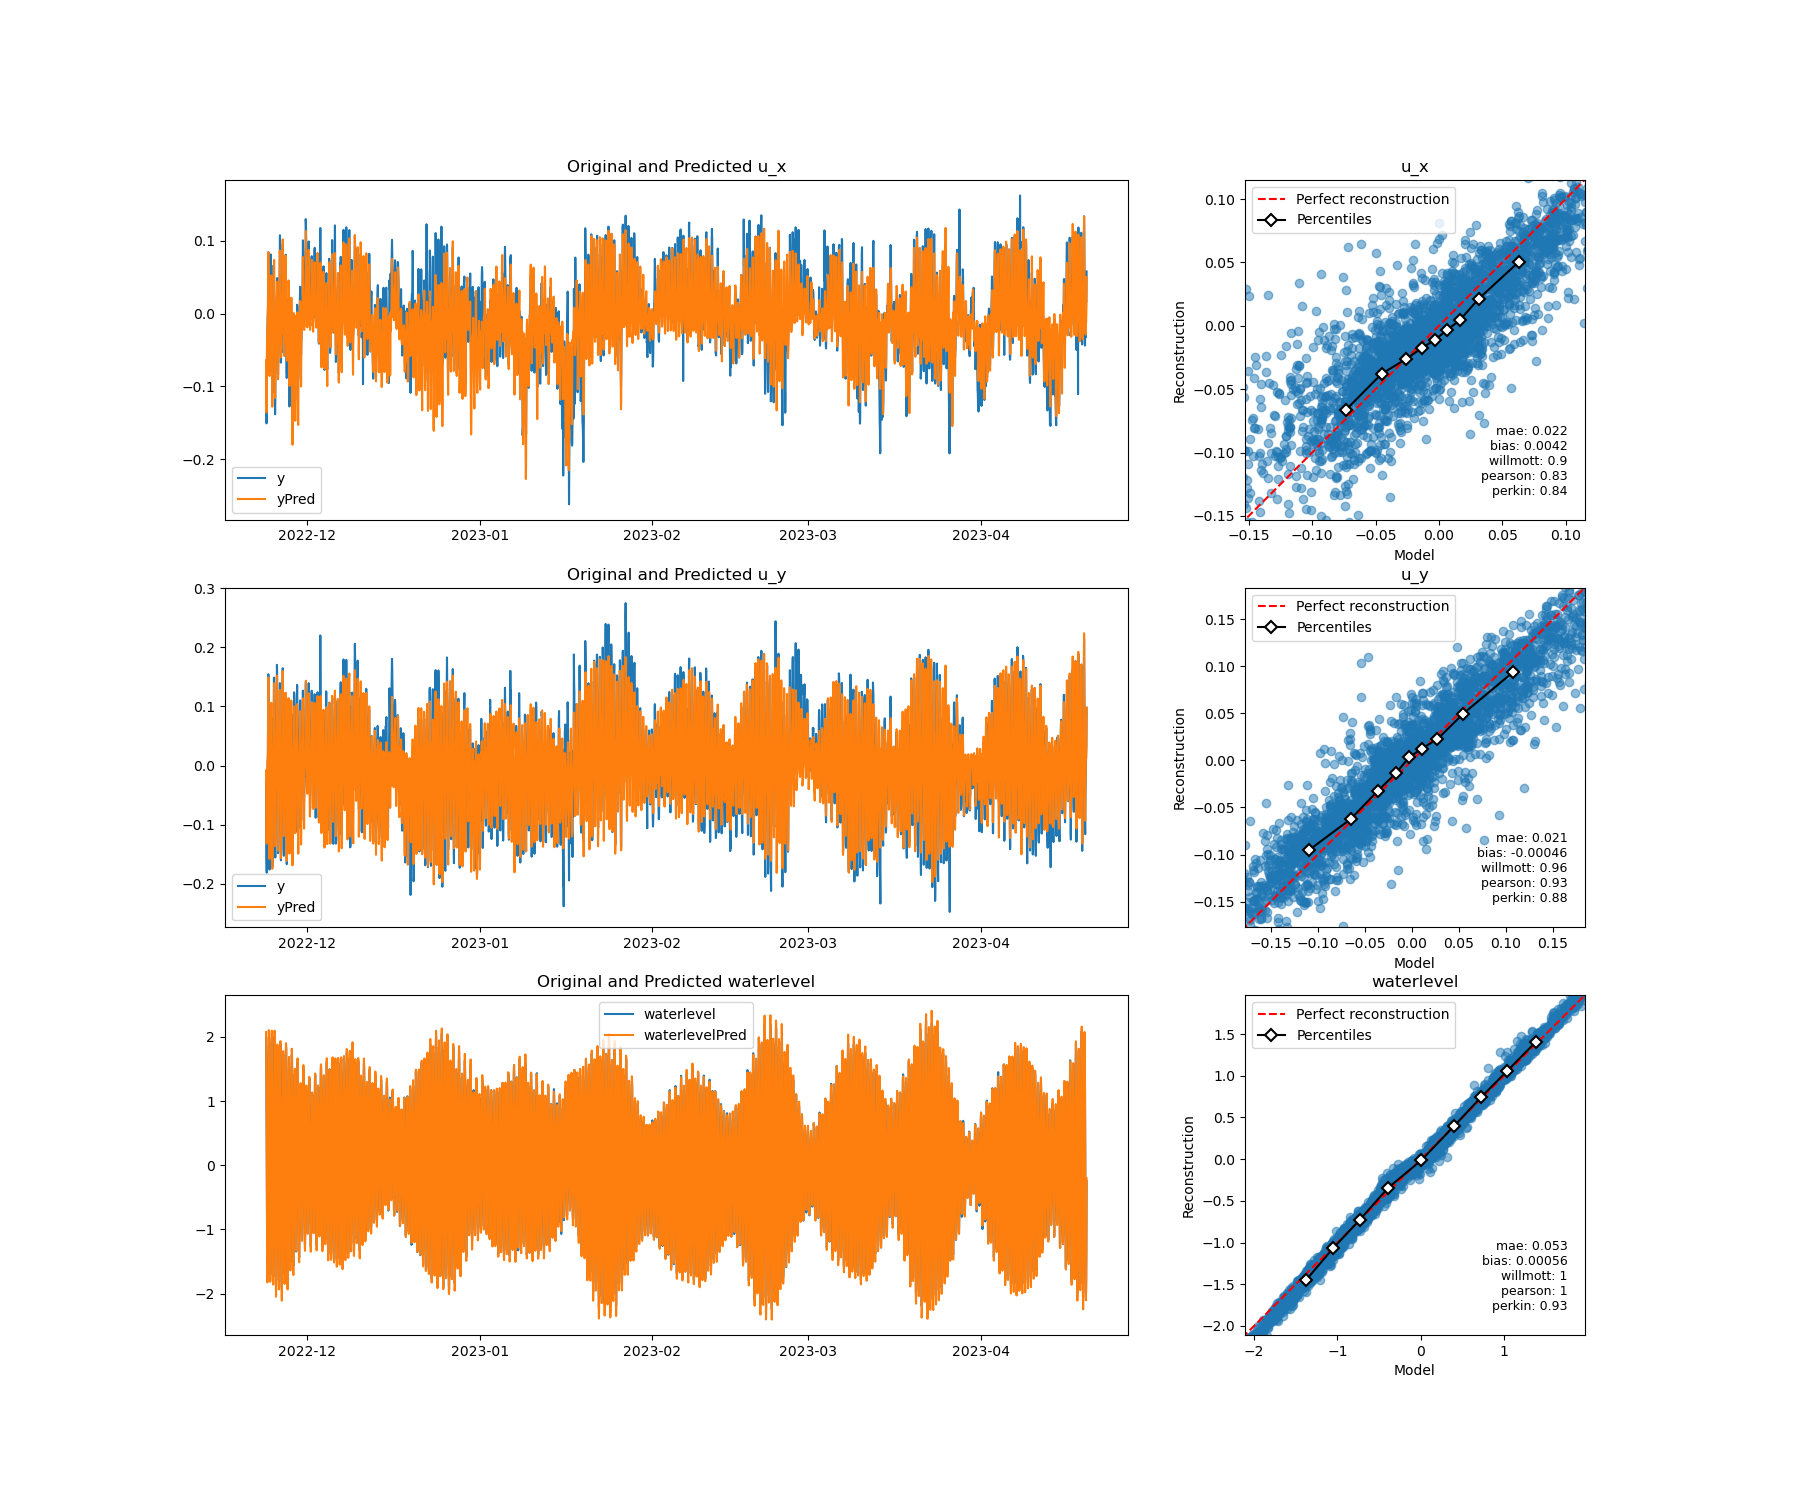 Original and Predicted u_x
0.1
0.0
−0.1
−0.2
y
yPred
2022-12 2023-01 2023-02 2023-03 2023-04
u_x
Perfect reconstruction
Percentiles
0.10
0.05
0.00
−0.05
−0.10
−0.15
Reconstruction
mae: 0.022
bias: 0.0042
willmott: 0.9
pearson: 0.83
perkin: 0.84
−0.15 −0.10 −0.05 0.00 0.05 0.10
Model
Original and Predicted u_y
0.3
0.2
0.1
0.0
−0.1
−0.2
y
yPred
2022-12 2023-01 2023-02 2023-03 2023-04
u_y
Perfect reconstruction
Percentiles
0.15
0.10
0.05
0.00
−0.05
−0.10
−0.15
Reconstruction
mae: 0.021
bias: -0.00046
willmott: 0.96
pearson: 0.93
perkin: 0.88
−0.15 −0.10 −0.05 0.00 0.05 0.10 0.15
Model
Original and Predicted waterlevel
waterlevel
waterlevelPred
2
1
0
−1
−2
2022-12 2023-01 2023-02 2023-03 2023-04
waterlevel
Perfect reconstruction
Percentiles
1.5
1.0
0.5
0.0
−0.5
−1.0
−1.5
−2.0
Reconstruction
mae: 0.053
bias: 0.00056
willmott: 1
pearson: 1
perkin: 0.93
−2 −1 0 1
Model